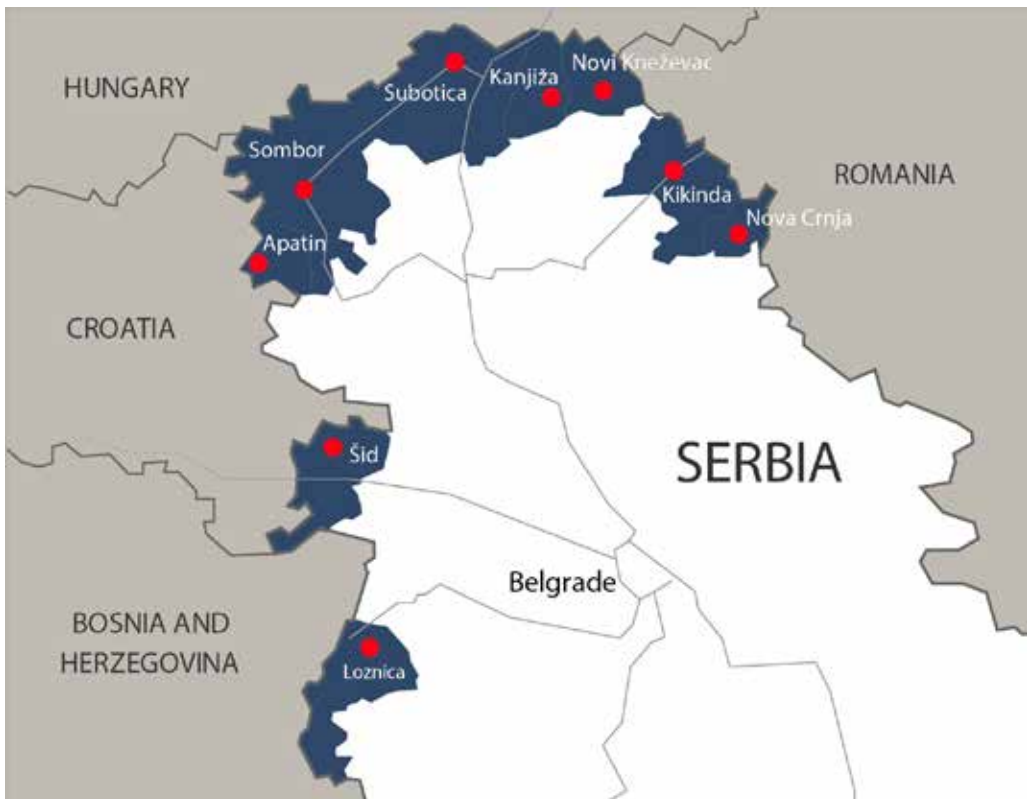 HUNGARY
Subotica
Kanjiža
Novi Kneževac
Sombor
Kikinda
ROMANIA
Nova Crnja
Apatin
CROATIA
Šid
SERBIA
Belgrade
BOSNIA AND
HERZEGOVINA
Loznica